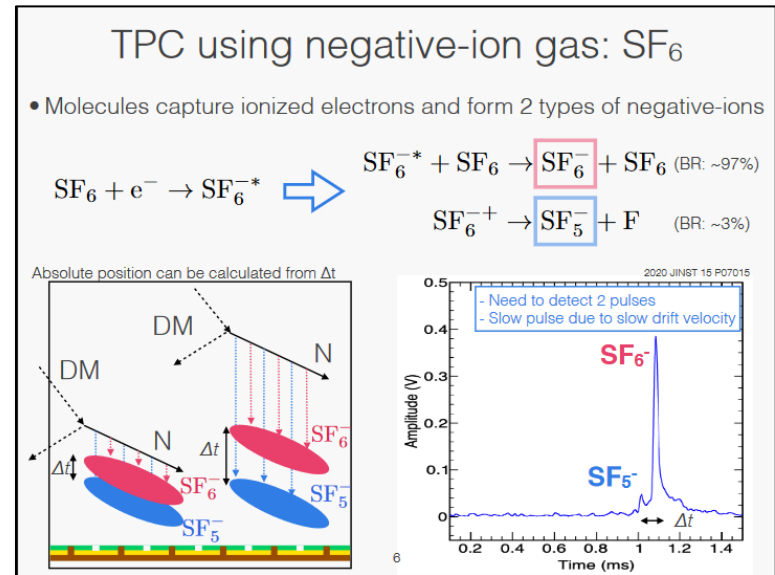 TPC using negative-ion gas: SF₆
• Molecules capture ionized electrons and form 2 types of negative-ions
SF₆ + e⁻ → SF₆⁻*
SF₆⁻* + SF₆ → SF₆⁻ + SF₆ (BR: ~97%)
SF₆⁻⁺ → SF₅⁻ + F (BR: ~3%)
Absolute position can be calculated from Δt
DM
N
Δt
SF₆⁻
SF₅⁻
DM
N
Δt
SF₆⁻
SF₅⁻
6
2020 JINST 15 P07015
- Need to detect 2 pulses
- Slow pulse due to slow drift velocity
SF₆-
SF₅-
Δt
Amplitude (V)
0.5
0.4
0.3
0.2
0.1
0
0.2 0.4 0.6 0.8 1 1.2 1.4
Time (ms)